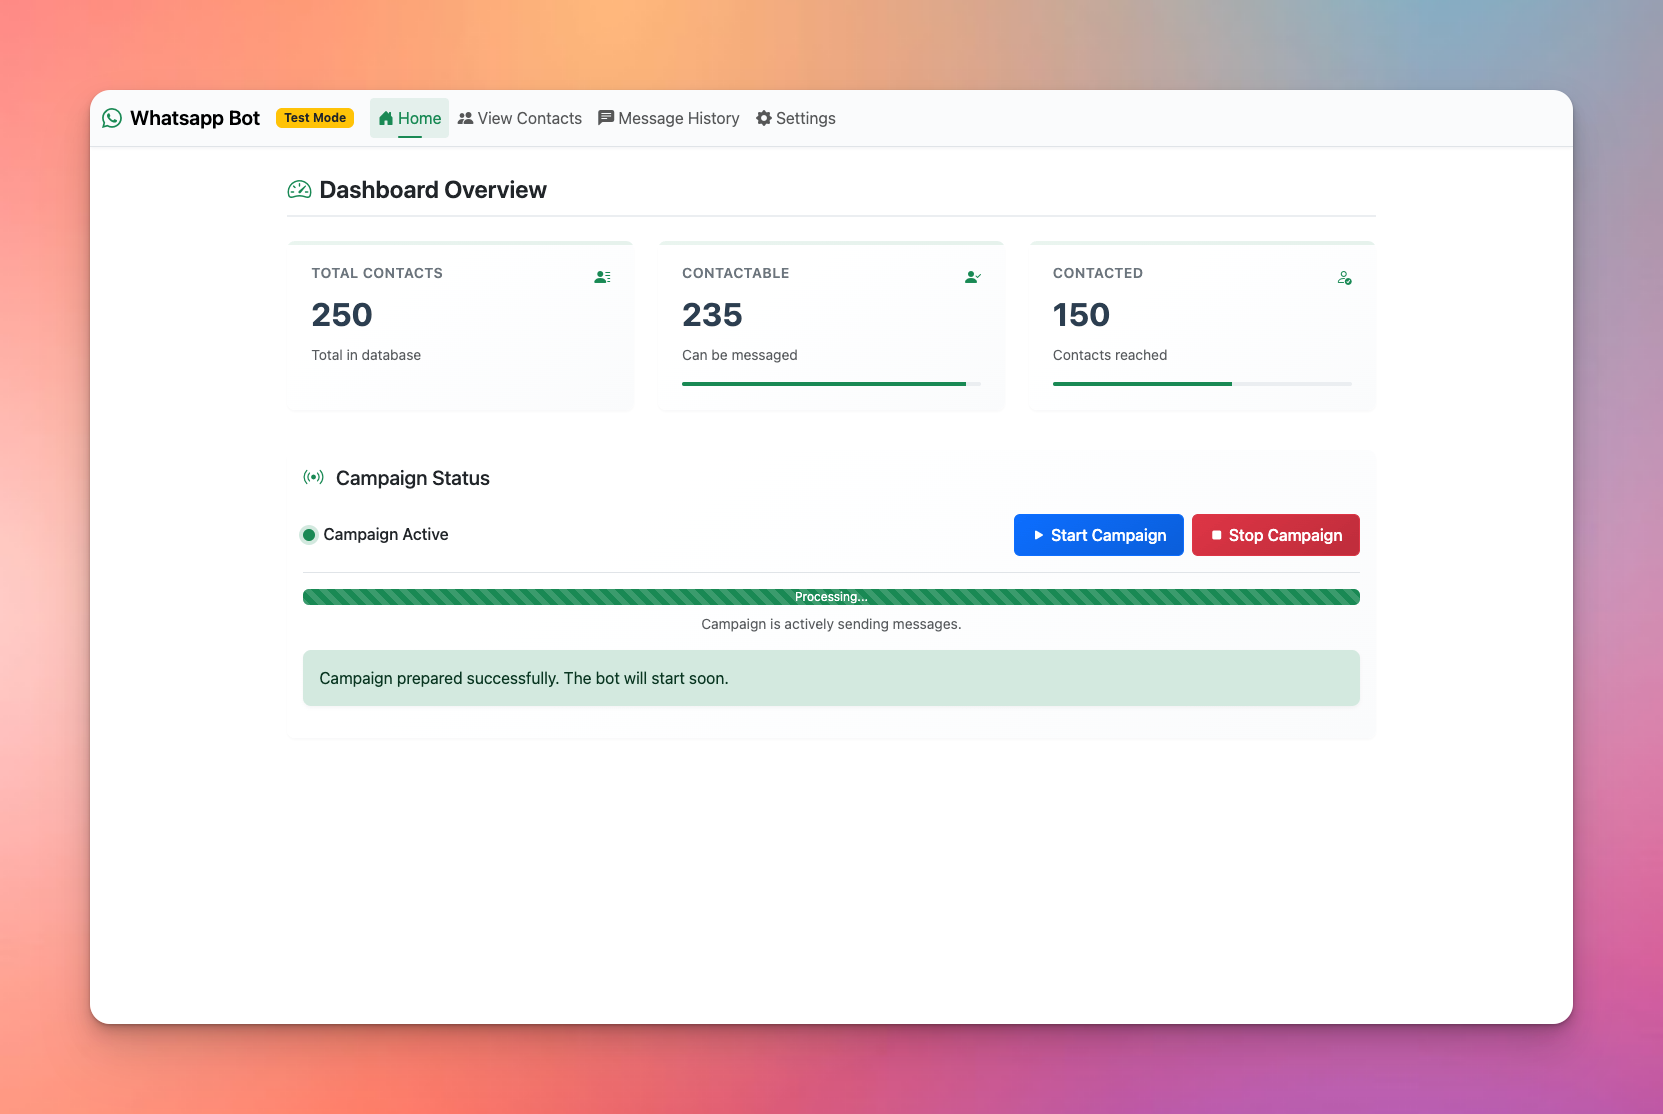 Whatsapp Bot Test Mode Home View Contacts Message History Settings
Dashboard Overview
TOTAL CONTACTS
250
Total in database
CONTACTABLE
235
Can be messaged
CONTACTED
150
Contacts reached
Campaign Status
Campaign Active
Start Campaign
Stop Campaign
Processing...
Campaign is actively sending messages.
Campaign prepared successfully. The bot will start soon.